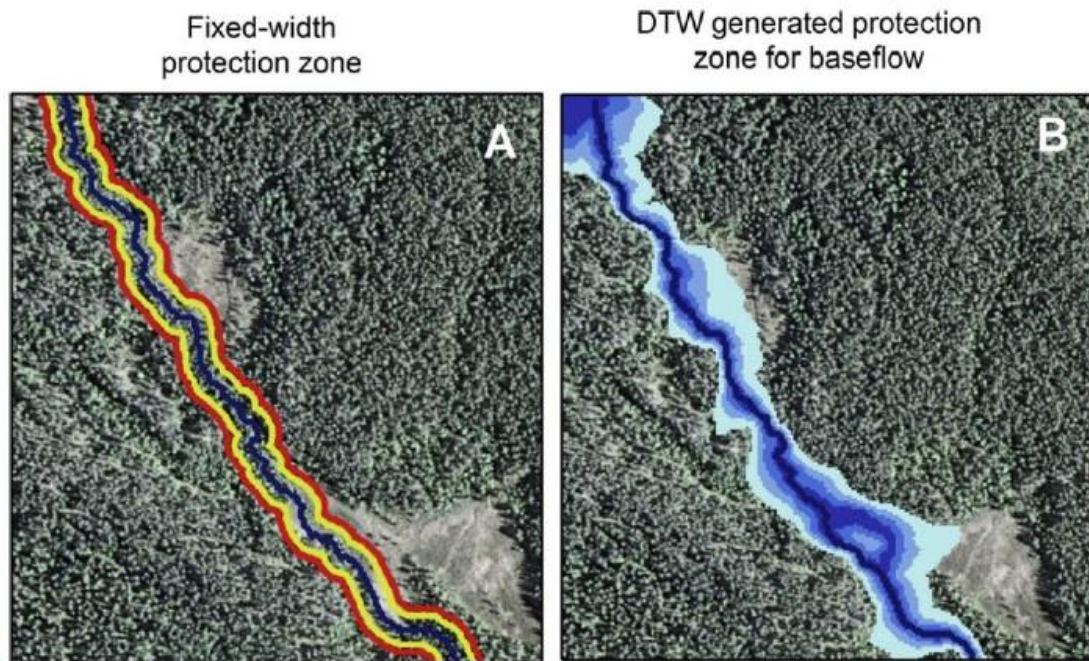 Fixed-width
protection zone
DTW generated protection
zone for baseflow
A
B